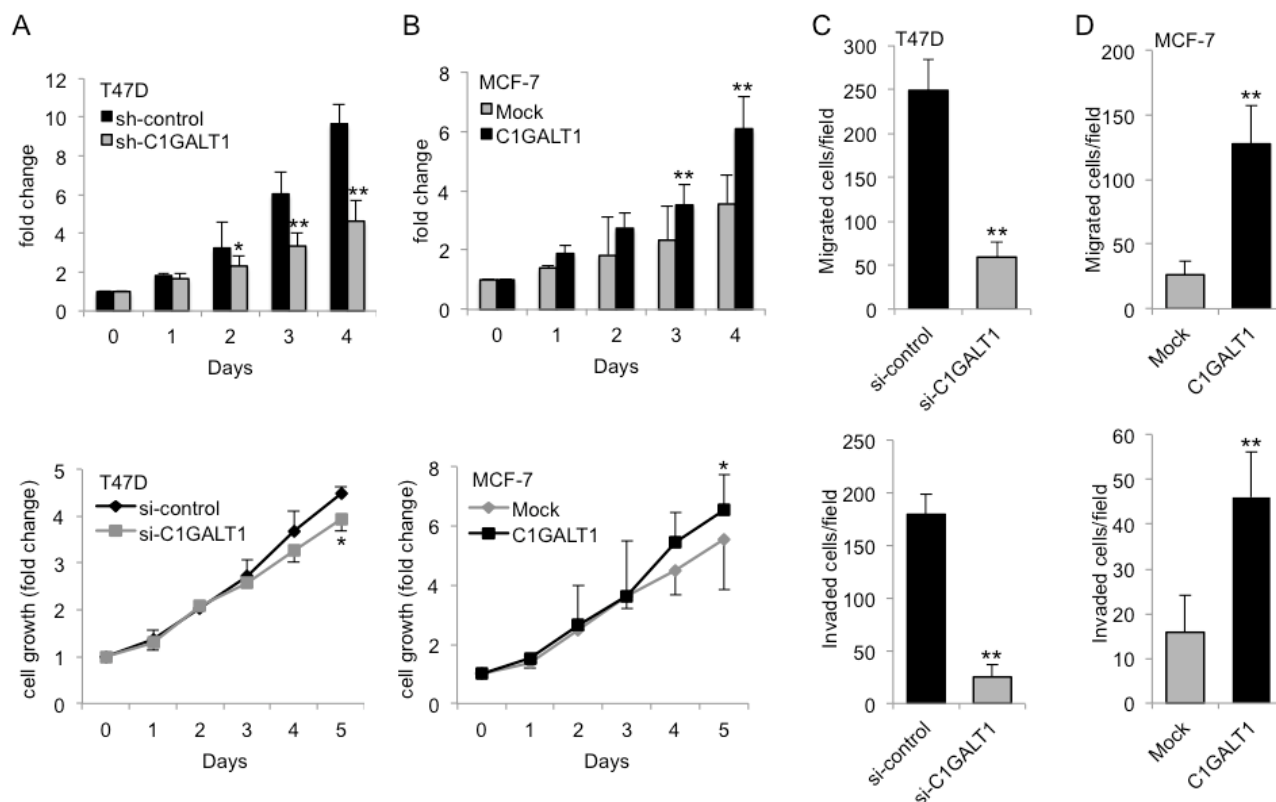 A
T47D
sh-control
sh-C1GALT1
fold change
12
10
8
6
4
2
0
*
**
**
0 1 2 3 4
Days
B
MCF-7
Mock
C1GALT1
fold change
8
6
4
2
0
**
**
0 1 2 3 4
Days
C
T47D
Migrated cells/field
300
250
200
150
100
50
0
**
si-control
si-C1GALT1
D
MCF-7
Migrated cells/field
200
150
100
50
0
**
Mock
C1GALT1
T47D
si-control
si-C1GALT1
cell growth (fold change)
5
4
3
2
1
0
*
0 1 2 3 4 5
Days
MCF-7
Mock
C1GALT1
cell growth (fold change)
8
6
4
2
0
*
0 1 2 3 4 5
Days
Invaded cells/field
250
200
150
100
50
0
**
si-control
si-C1GALT1
Invaded cells/field
60
50
40
30
20
10
0
**
Mock
C1GALT1